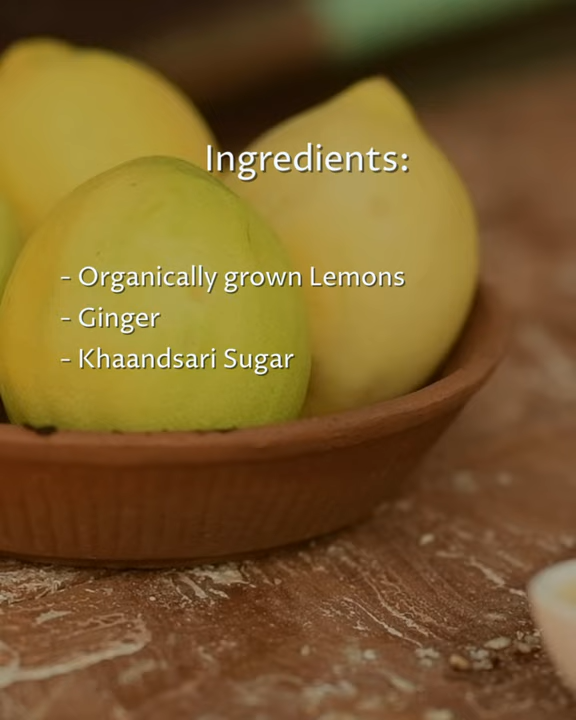 Ingredients:
- Organically grown Lemons
- Ginger
- Khaandsari Sugar